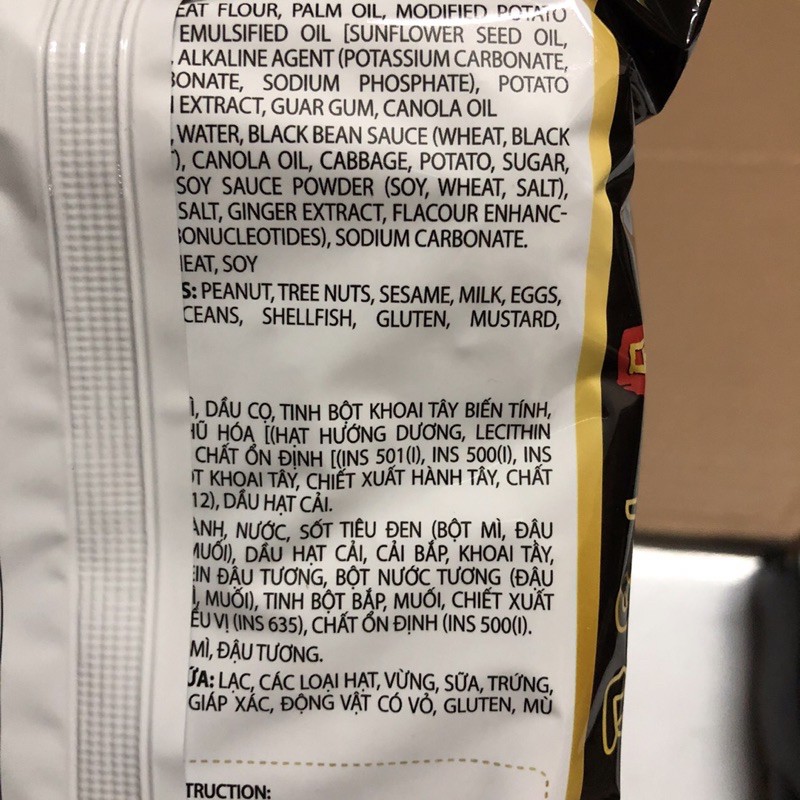 EAT FLOUR, PALM OIL, MODIFIED POTATO
EMULSIFIED OIL [SUNFLOWER SEED OIL,
, ALKALINE AGENT (POTASSIUM CARBONATE,
BONATE, SODIUM PHOSPHATE), POTATO
EXTRACT, GUAR GUM, CANOLA OIL
, WATER, BLACK BEAN SAUCE (WHEAT, BLACK
), CANOLA OIL, CABBAGE, POTATO, SUGAR,
SOY SAUCE POWDER (SOY, WHEAT, SALT),
SALT, GINGER EXTRACT, FLACOUR ENHANC-
BONUCLEOTIDES), SODIUM CARBONATE.
EAT, SOY
S: PEANUT, TREE NUTS, SESAME, MILK, EGGS,
CEANS, SHELLFISH, GLUTEN, MUSTARD,
Ì, DẦU CỌ, TINH BỘT KHOAI TÂY BIẾN TÍNH,
HŨ HÓA [(HẠT HƯỚNG DƯƠNG, LECITHIN
CHẤT ỔN ĐỊNH [(INS 501(I), INS 500(I), INS
ỘT KHOAI TÂY, CHIẾT XUẤT HÀNH TÂY, CHẤT
12), DẦU HẠT CẢI.
ÀNH, NƯỚC, SỐT TIÊU ĐEN (BỘT MÌ, ĐẬU
MUỐI), DẦU HẠT CẢI, CẢI BẮP, KHOAI TÂY,
EIN ĐẬU TƯƠNG, BỘT NƯỚC TƯƠNG (ĐẬU
Ì, MUỐI), TINH BỘT BẮP, MUỐI, CHIẾT XUẤT
ỀU VỊ (INS 635), CHẤT ỔN ĐỊNH (INS 500(I).
MÌ, ĐẬU TƯƠNG.
ỨA: LẠC, CÁC LOẠI HẠT, VỪNG, SỮA, TRỨNG,
GIÁP XÁC, ĐỘNG VẬT CÓ VỎ, GLUTEN, MÙ
TRUCTION: